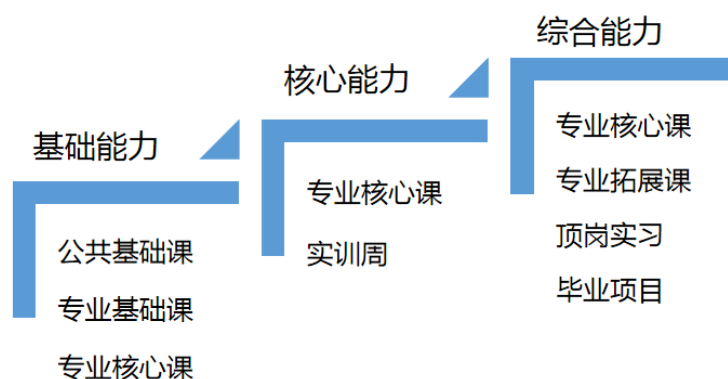 基础能力
公共基础课
专业基础课
专业核心课
核心能力
专业核心课
实训周
综合能力
专业核心课
专业拓展课
顶岗实习
毕业项目